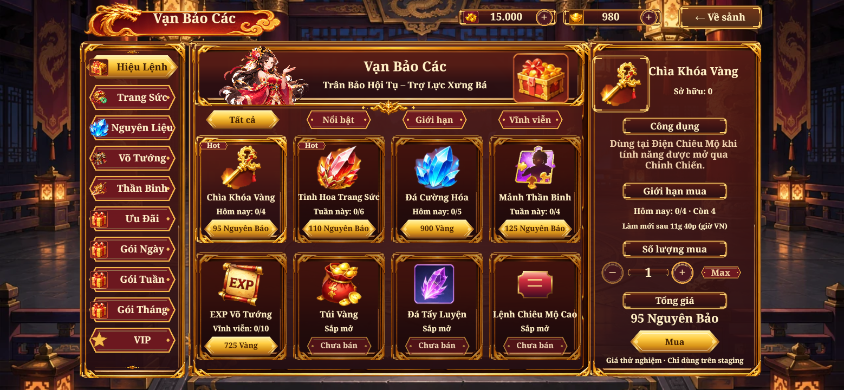 Vạn Bảo Các
15.000
+
980
+
← Về sảnh
Hiệu Lệnh
Trang Sức
Nguyên Liệu
Võ Tướng
Thần Binh
Ưu Đãi
Gói Ngày
Gói Tuần
Gói Tháng
VIP
Vạn Bảo Các
Trân Bảo Hội Tụ – Trợ Lực Xưng Bá
Tất cả
Nổi bật
Giới hạn
Vĩnh viễn
Hot
Chìa Khóa Vàng
Hôm nay: 0/4
95 Nguyên Bảo
Hot
Tinh Hoa Trang Sức
Tuần này: 0/6
110 Nguyên Bảo
Đá Cường Hóa
Hôm nay: 0/5
900 Vàng
Mảnh Thần Binh
Tuần này: 0/4
125 Nguyên Bảo
EXP
EXP Võ Tướng
Vĩnh viễn: 0/10
725 Vàng
Túi Vàng
Sắp mở
Chưa bán
Đá Tẩy Luyện
Sắp mở
Chưa bán
Lệnh Chiêu Mộ Cao
Sắp mở
Chưa bán
Chìa Khóa Vàng
Sở hữu: 0
Công dụng
Dùng tại Điện Chiêu Mộ khi
tính năng được mở qua
Chinh Chiến.
Giới hạn mua
Hôm nay: 0/4 · Còn 4
Làm mới sau 11g 40p (giờ VN)
Số lượng mua
− 1 + Max
Tổng giá
95 Nguyên Bảo
Mua
Giá thử nghiệm · Chỉ dùng trên staging